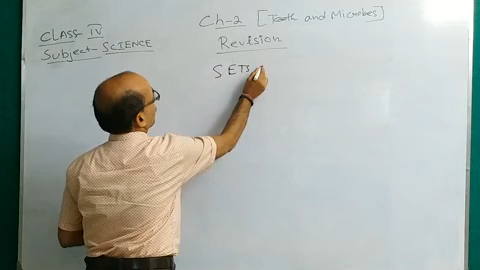 CLASS IV
Subject- SCIENCE
Ch-2 [Teeth and Microbes]
Revision
SETS